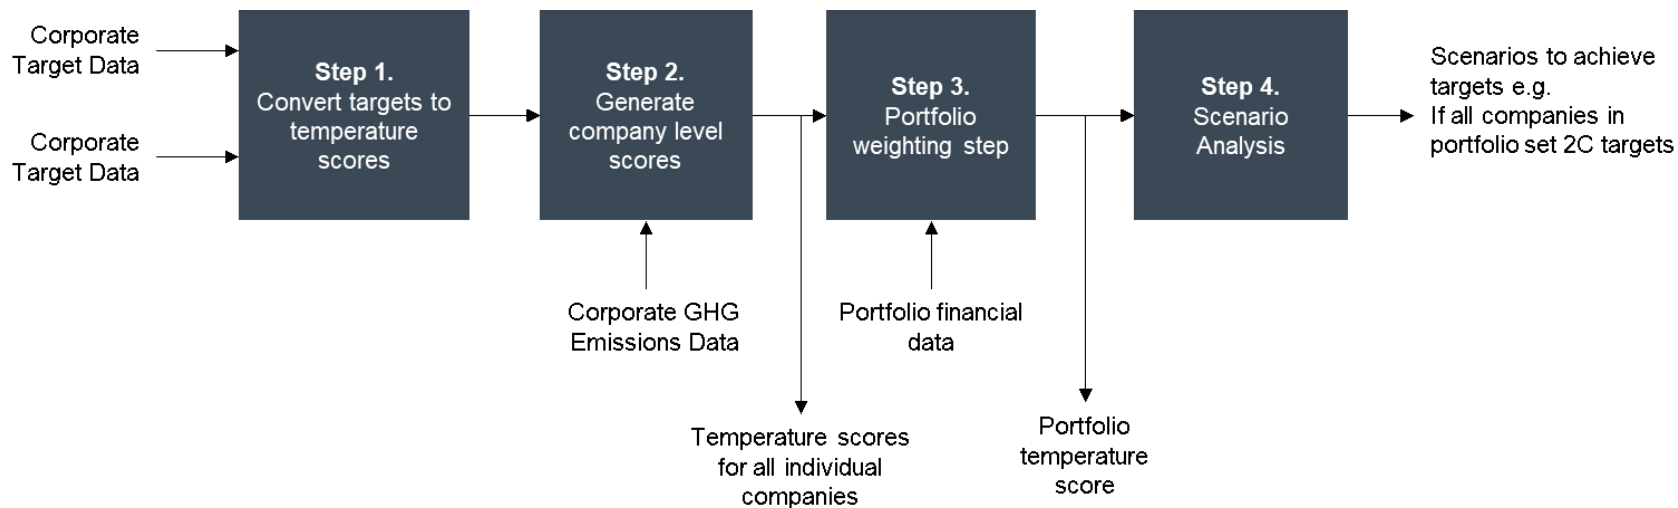 Corporate
Target Data
Corporate
Target Data
Step 1.
Convert targets to
temperature
scores
Step 2.
Generate
company level
scores
Step 3.
Portfolio
weighting step
Step 4.
Scenario
Analysis
Scenarios to achieve
targets e.g.
If all companies in
portfolio set 2C targets
Corporate GHG
Emissions Data
Portfolio financial
data
Temperature scores
for all individual
companies
Portfolio
temperature
score